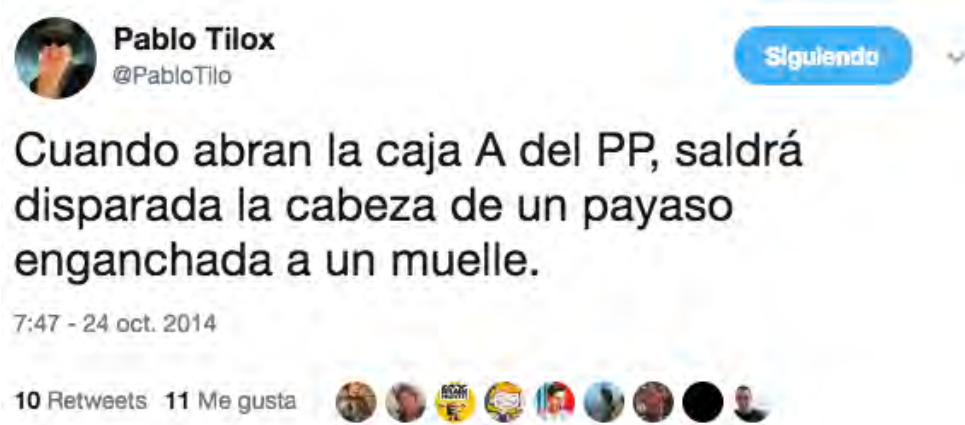 Pablo Tilox
@PabloTilo
Siguiendo
Cuando abran la caja A del PP, saldrá
disparada la cabeza de un payaso
enganchada a un muelle.
7:47 - 24 oct. 2014
10 Retweets 11 Me gusta